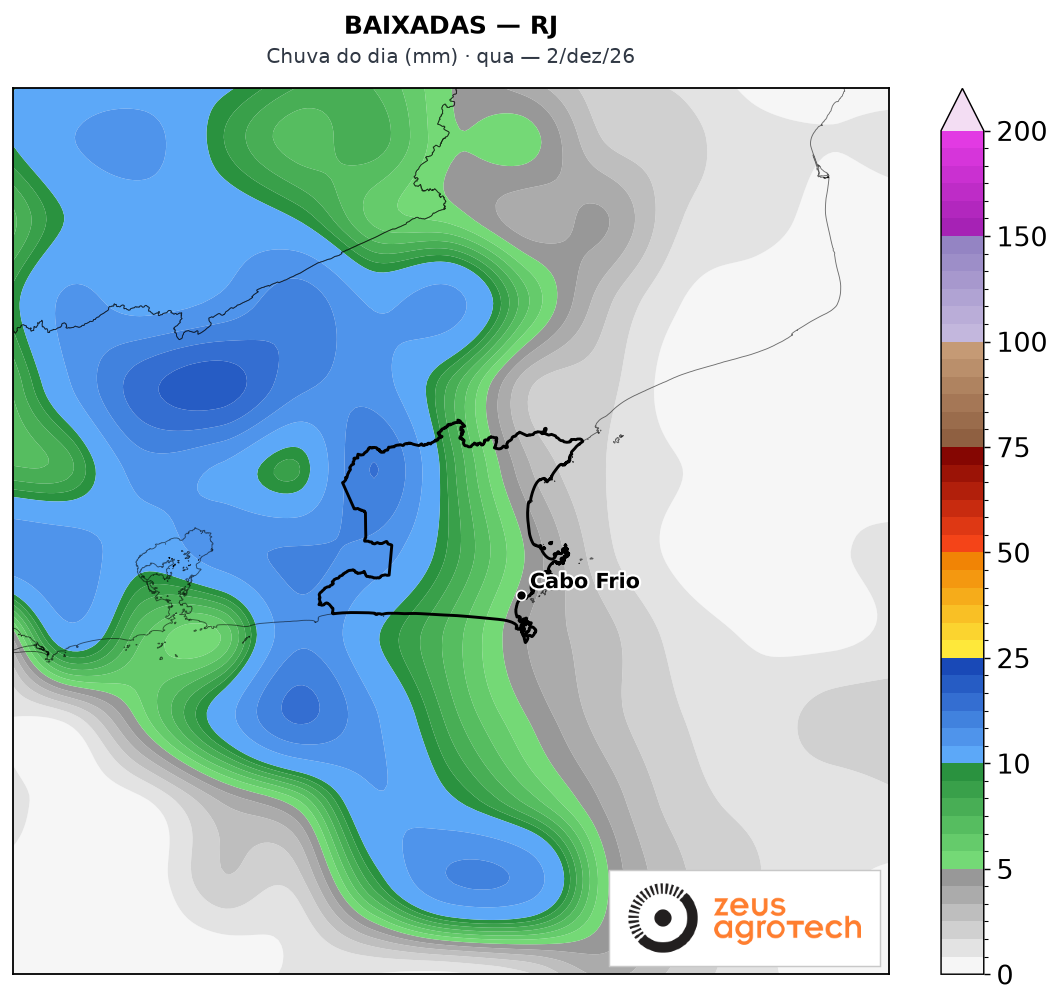 BAIXADAS — RJ
Chuva do dia (mm) · qua — 2/dez/26
200
150
100
75
50
25
10
5
0
Cabo Frio
zeus
agrotech